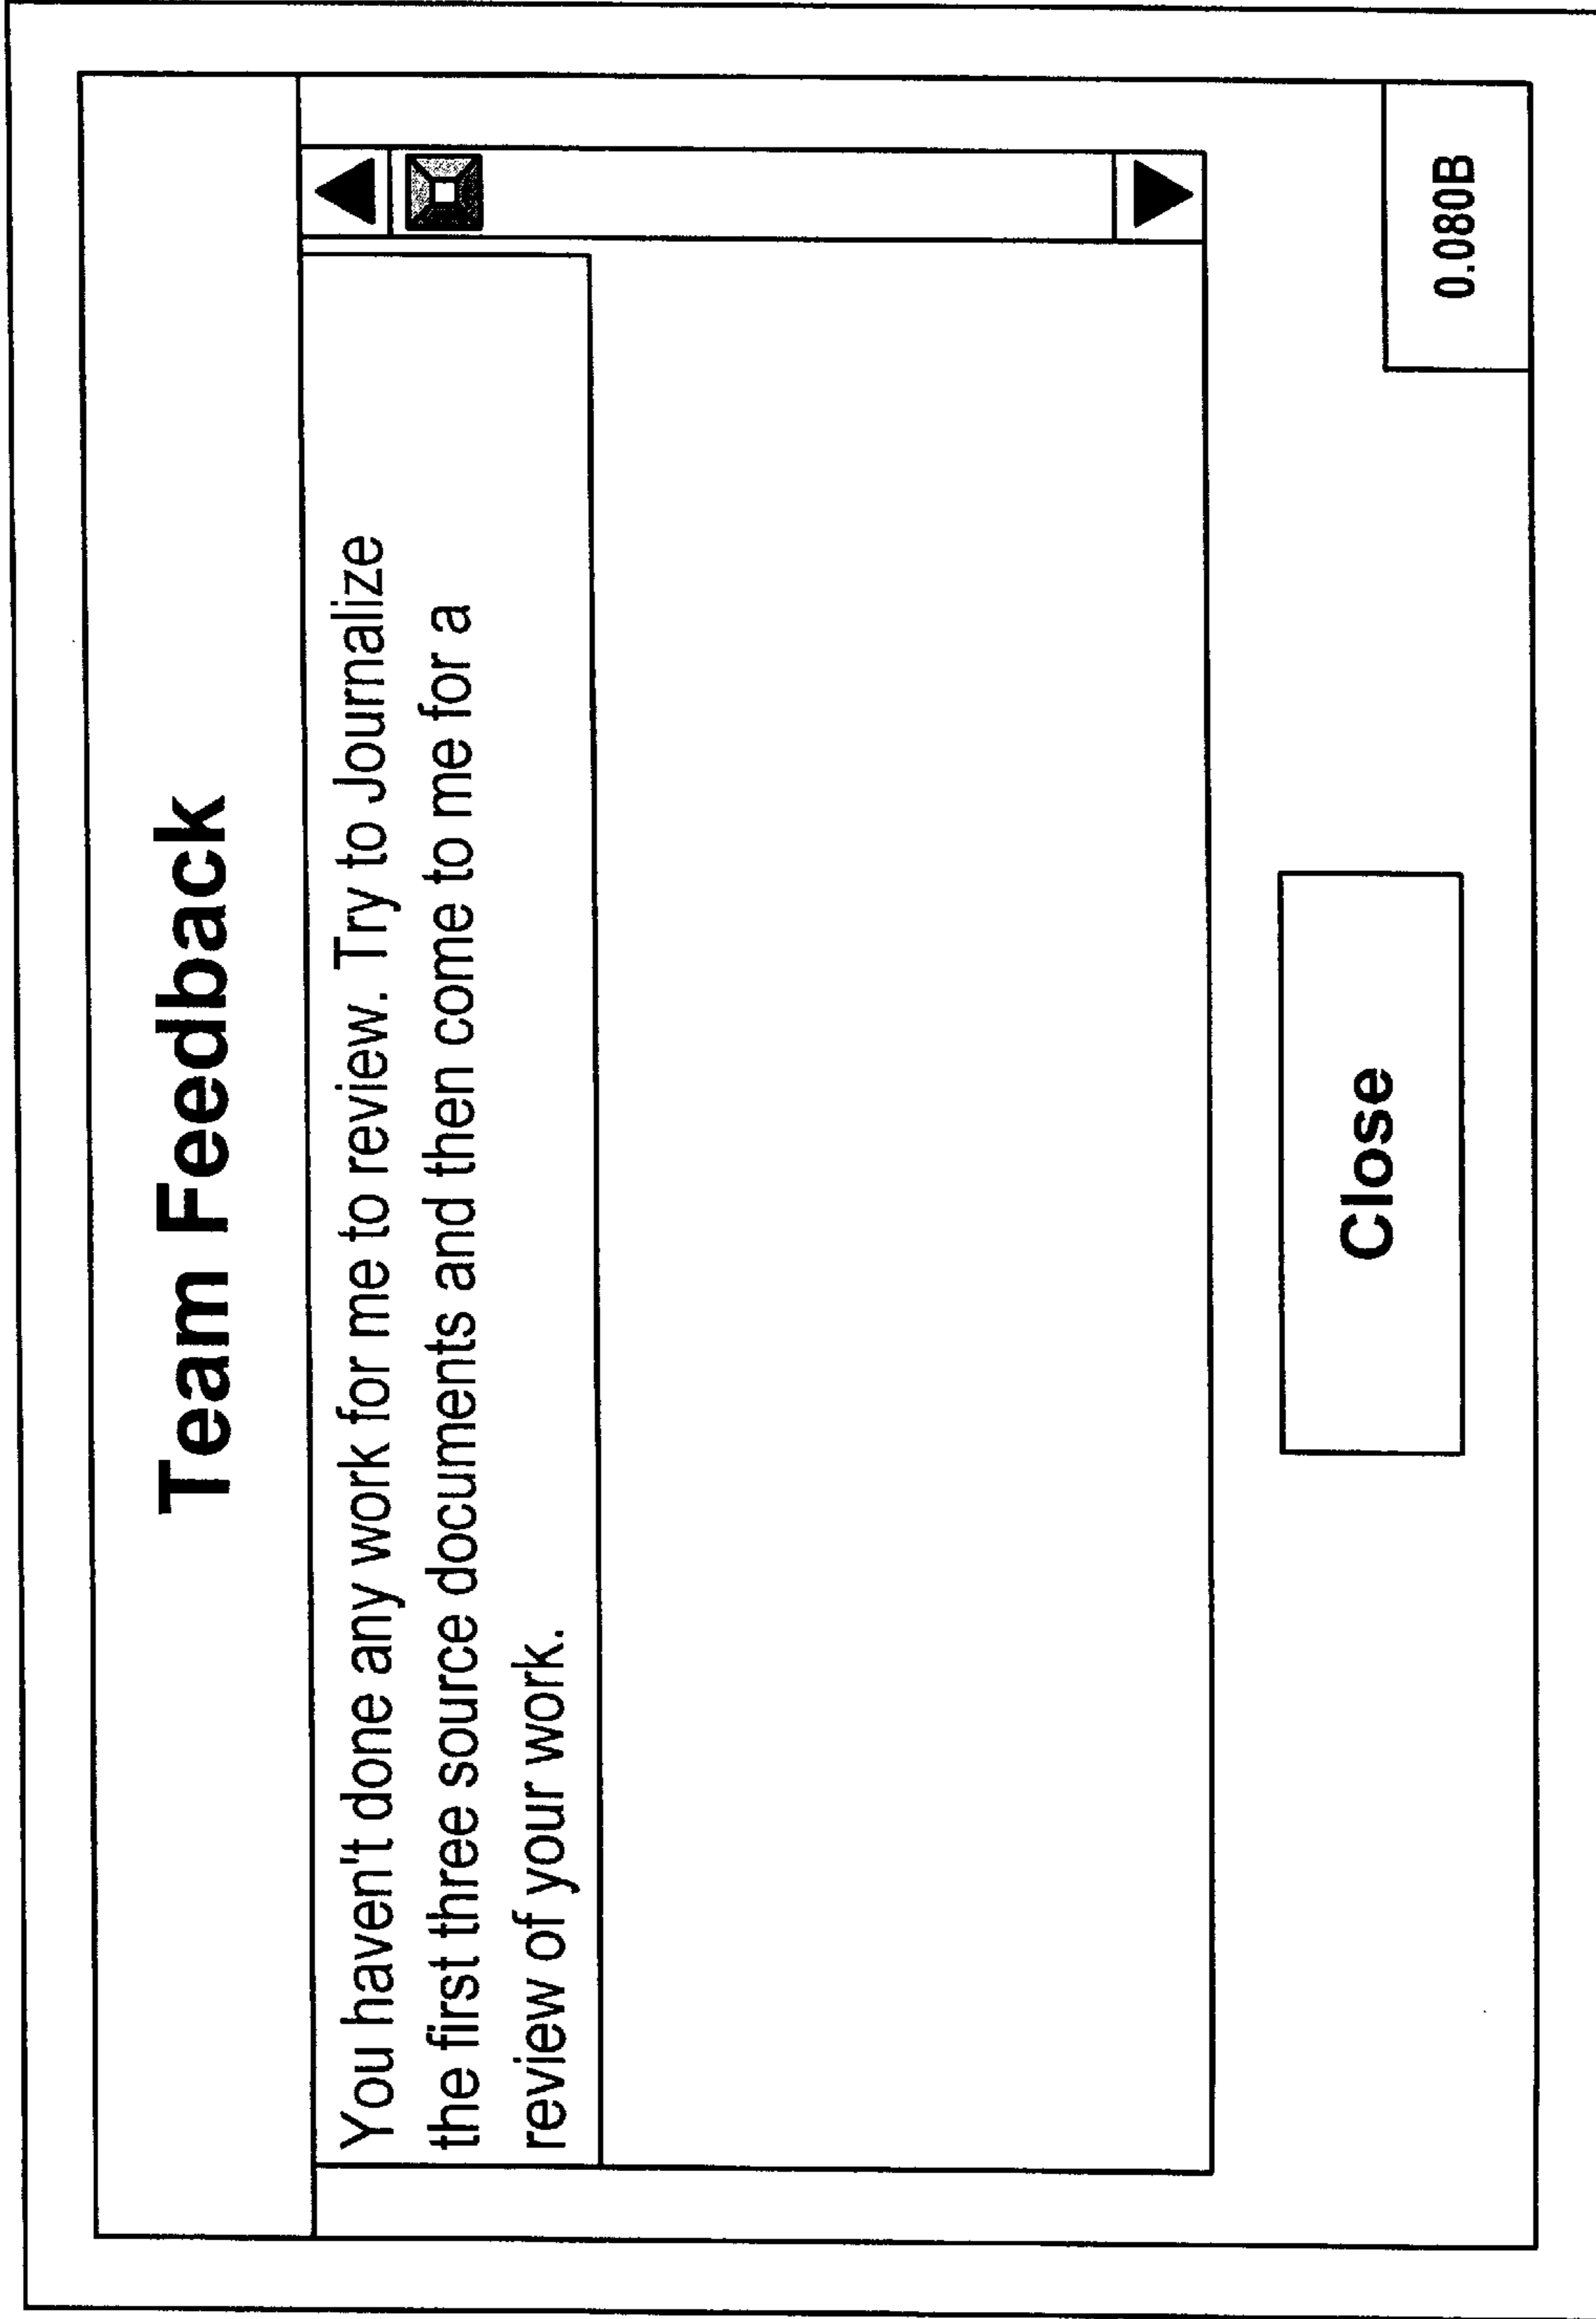 Team Feedback
You haven't done any work for me to review. Try to Journalize
the first three source documents and then come to me for a
review of your work.
Close
0.080B